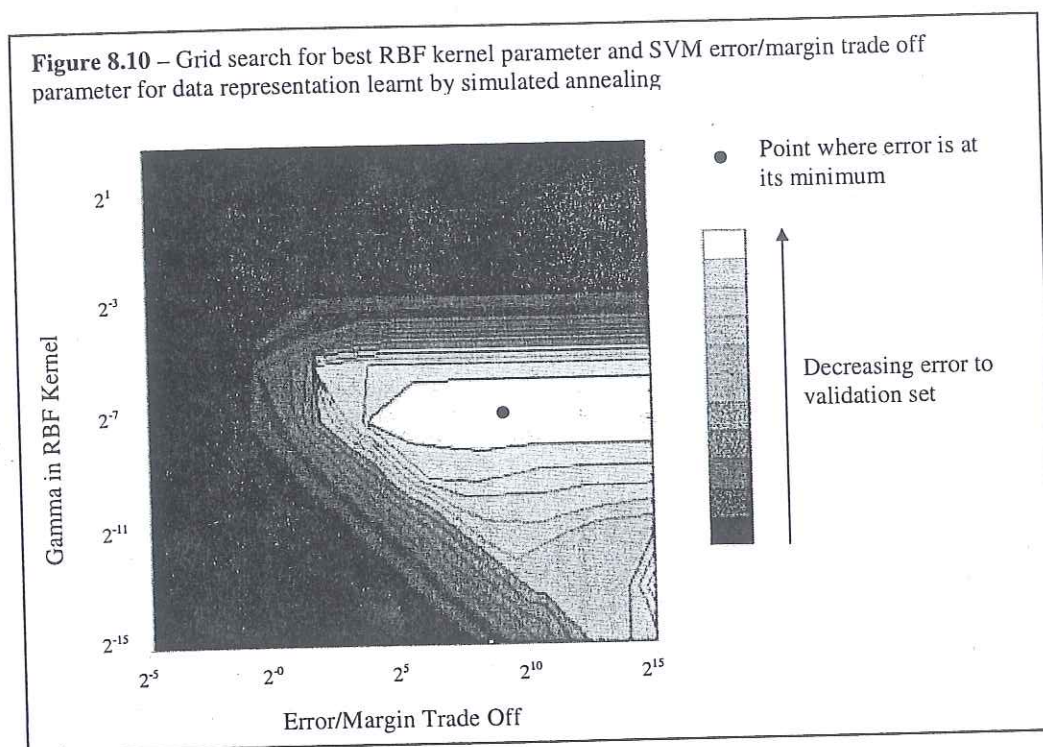 Figure 8.10 – Grid search for best RBF kernel parameter and SVM error/margin trade off
parameter for data representation learnt by simulated annealing
Point where error is at
its minimum
Decreasing error to
validation set
Gamma in RBF Kernel
2^1
2^-3
2^-7
2^-11
2^-15
2^-5
2^-0
2^5
2^10
2^15
Error/Margin Trade Off